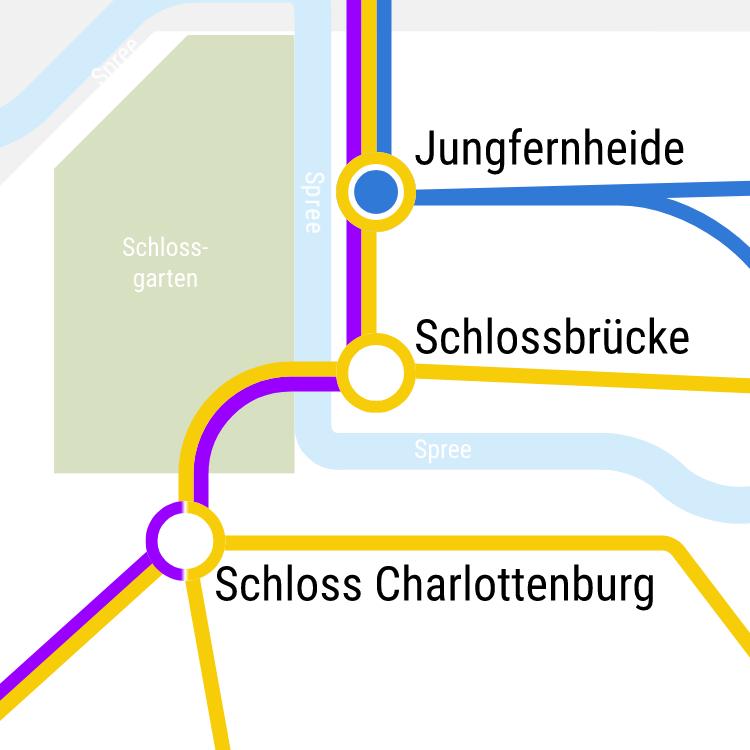 Spree
Jungfernheide
Spree
Schloss-
garten
Schlossbrücke
Spree
Schloss Charlottenburg